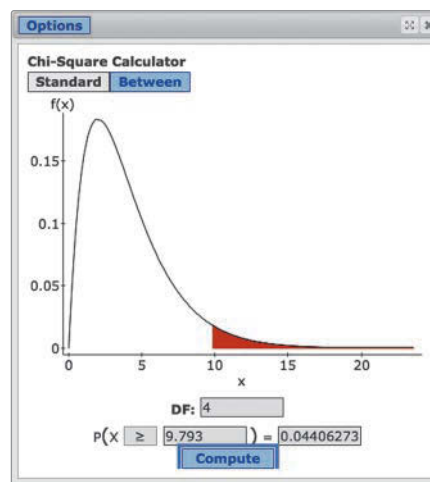 Options
Chi-Square Calculator
Standard Between
f(x)
0.15
0.1
0.05
0
0 5 10 15 20
x
DF: 4
P(X ≥ 9.793 ) = 0.04406273
Compute